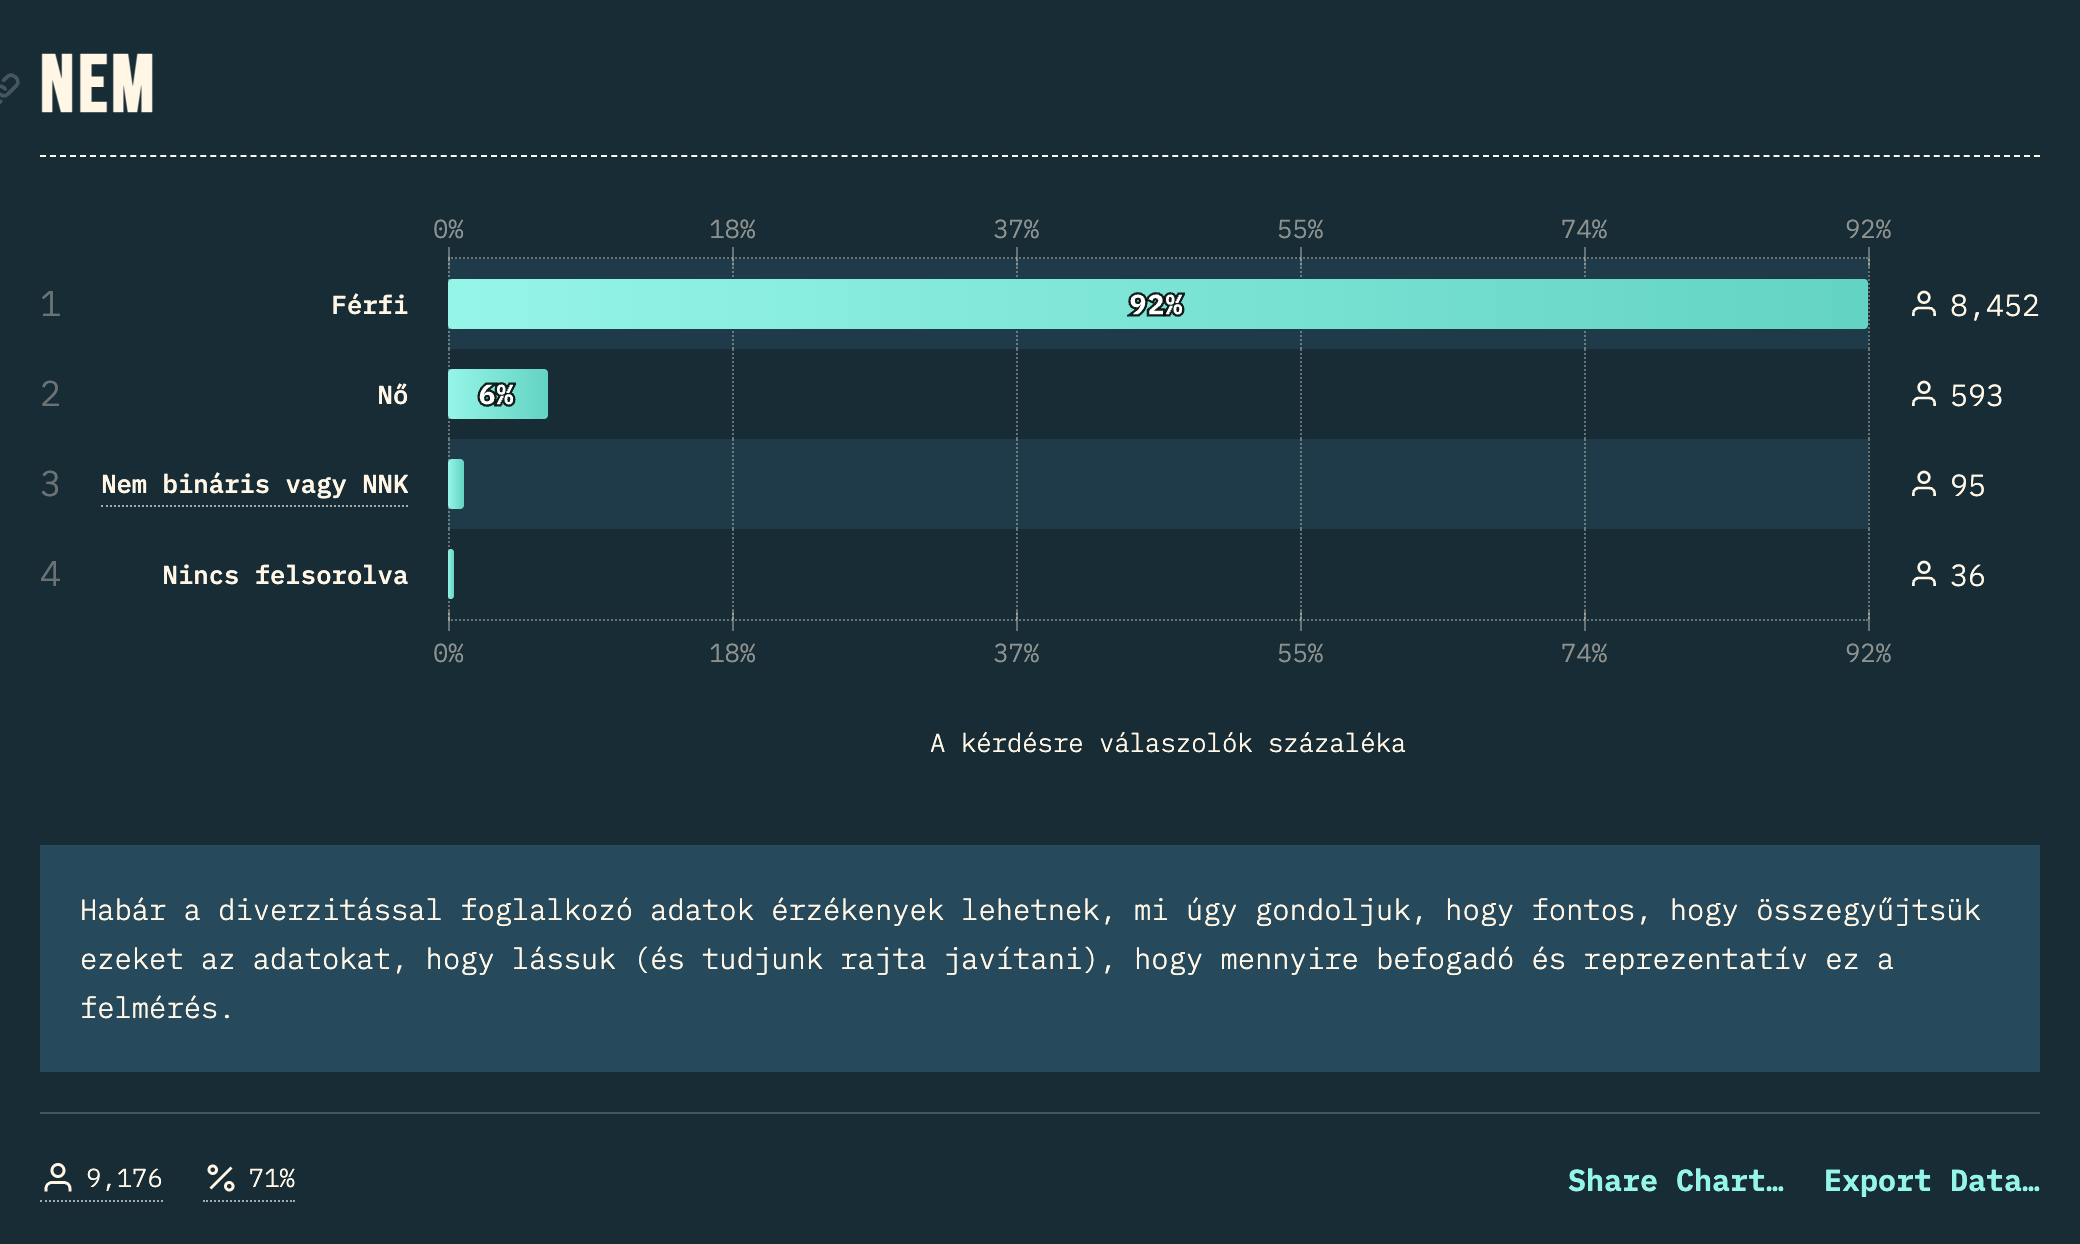 NEM
0% 18% 37% 55% 74% 92%
1 Férfi 92% 8,452
2 Nő 6% 593
3 Nem bináris vagy NNK 95
4 Nincs felsorolva 36
0% 18% 37% 55% 74% 92%
A kérdésre válaszolók százaléka
Habár a diverzitással foglalkozó adatok érzékenyek lehetnek, mi úgy gondoljuk, hogy fontos, hogy összegyűjtsük
ezeket az adatokat, hogy lássuk (és tudjunk rajta javítani), hogy mennyire befogadó és reprezentatív ez a
felmérés.
9,176 71% Share Chart… Export Data…